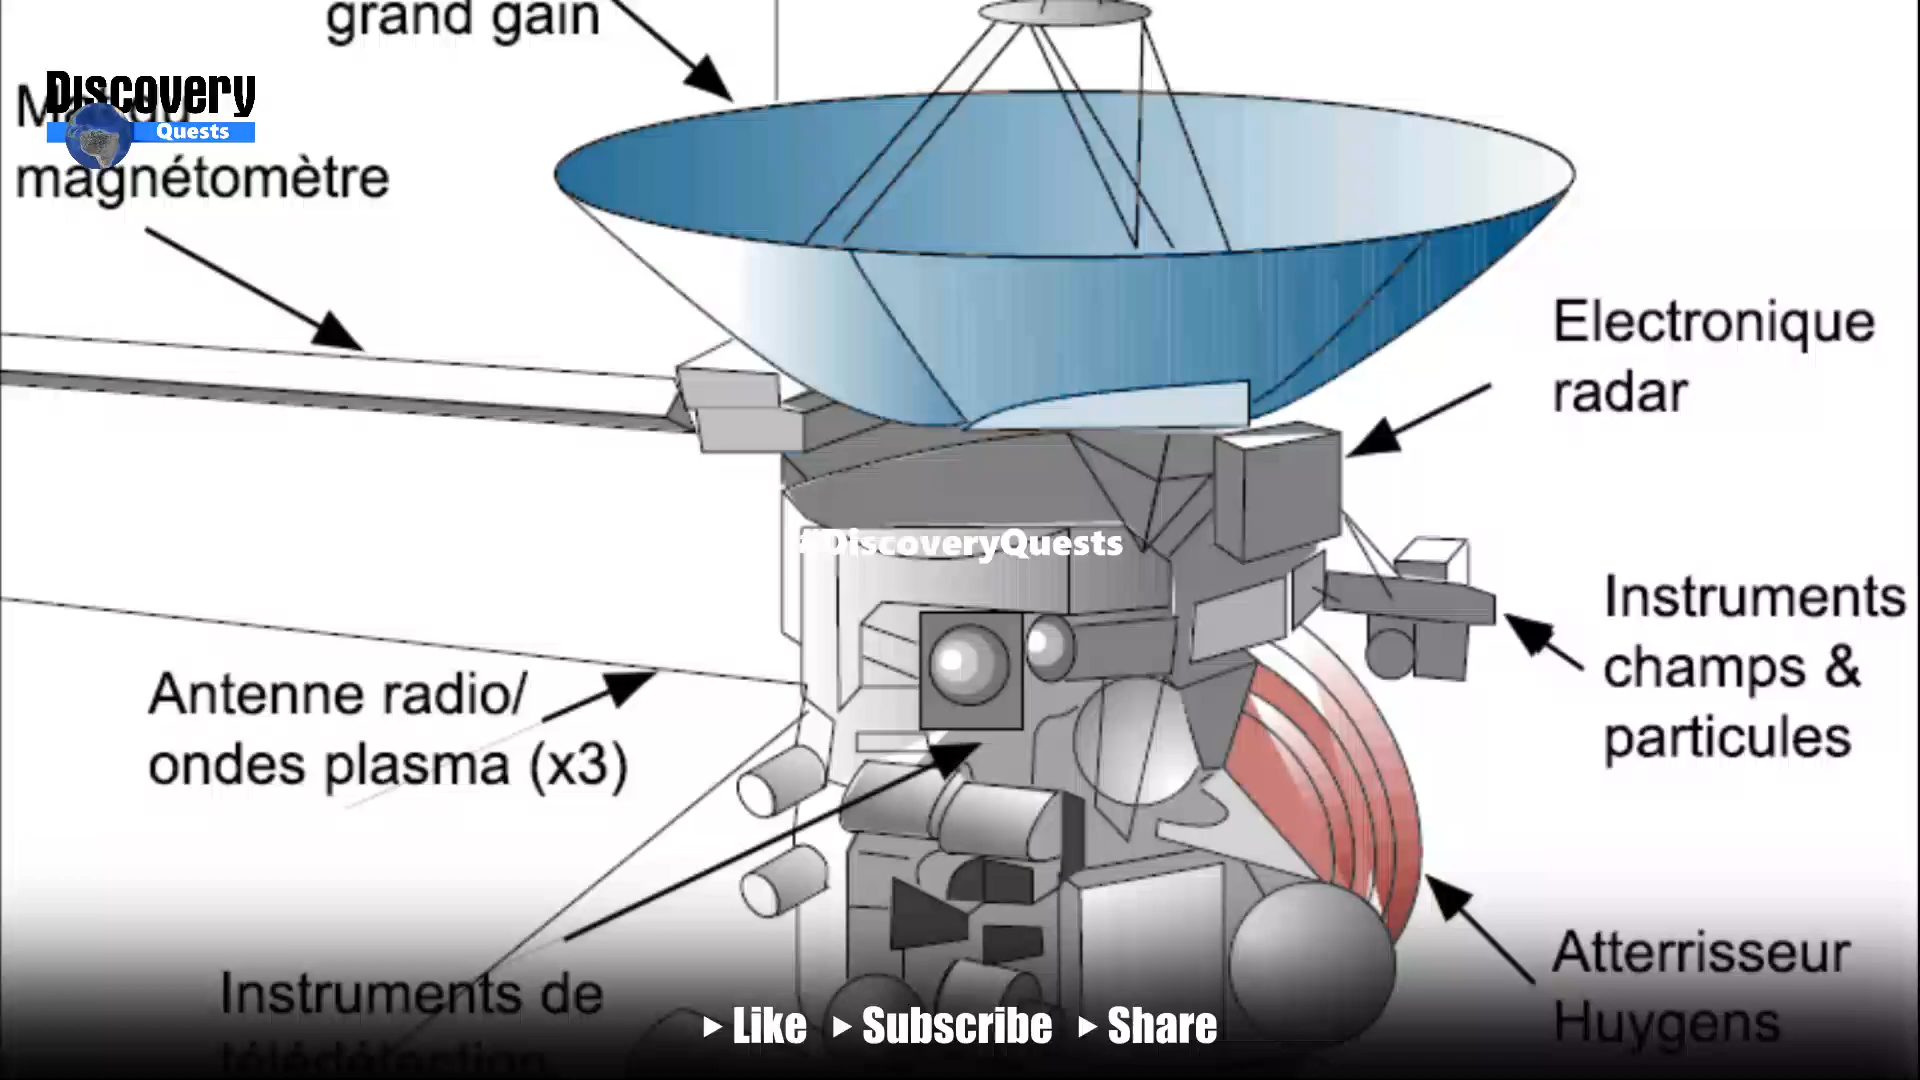 grand gain
Discovery
Quests
magnétomètre
Electronique
radar
#DiscoveryQuests
Instruments
champs &
particules
Antenne radio/
ondes plasma (x3)
Atterrisseur
Huygens
Instruments de
télédétection
Like Subscribe Share